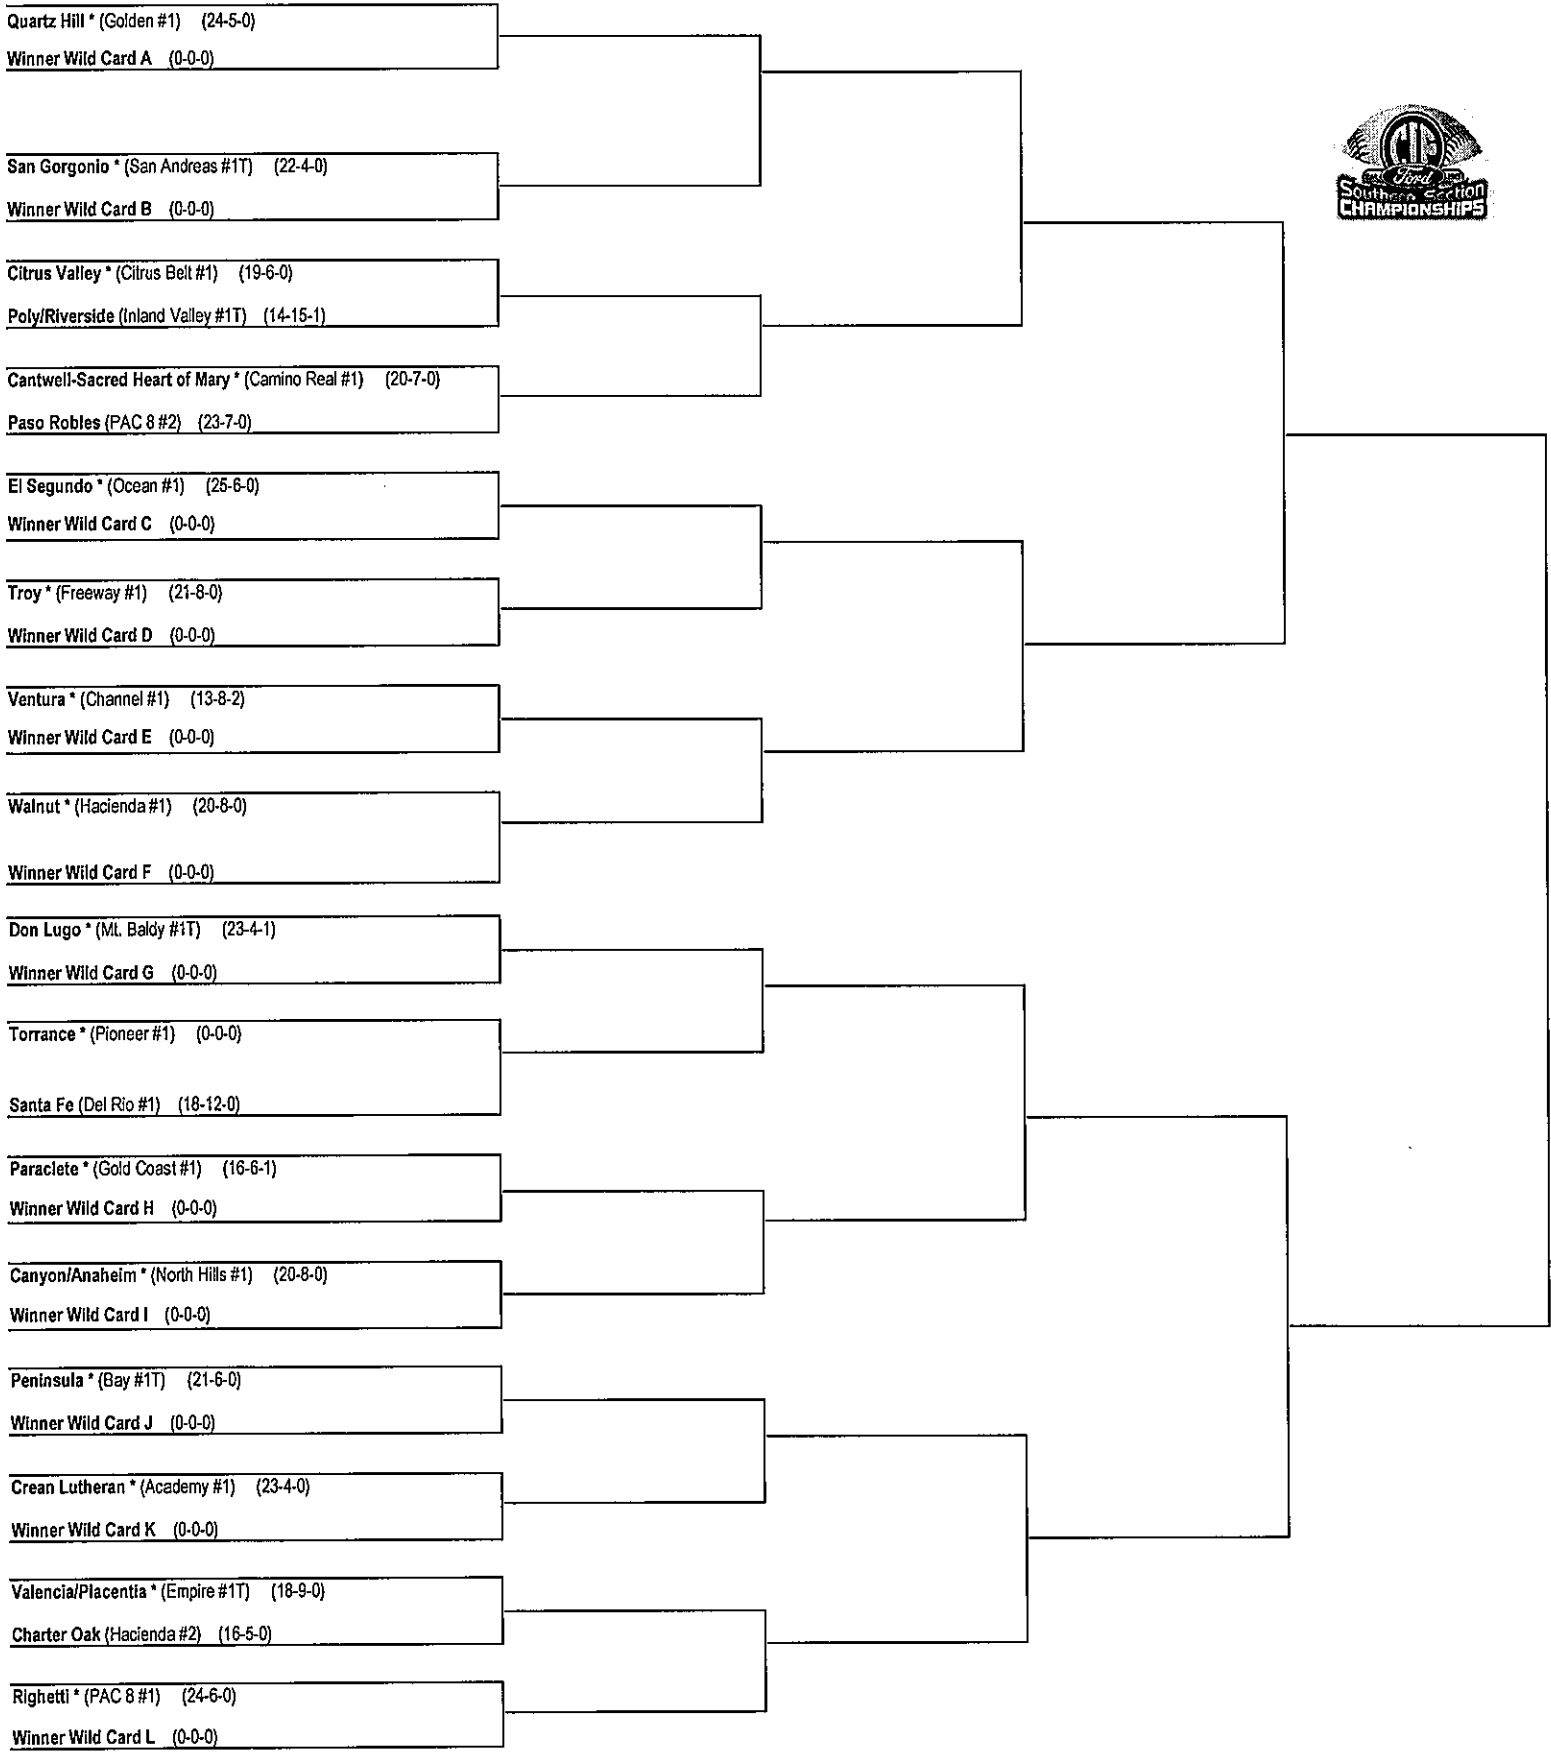 Quartz Hill * (Golden #1) (24-5-0)
Winner Wild Card A (0-0-0)
San Gorgonio * (San Andreas #1T) (22-4-0)
Winner Wild Card B (0-0-0)
Citrus Valley * (Citrus Belt #1) (19-6-0)
Poly/Riverside (Inland Valley #1T) (14-15-1)
Cantwell-Sacred Heart of Mary * (Camino Real #1) (20-7-0)
Paso Robles (PAC 8 #2) (23-7-0)
El Segundo * (Ocean #1) (25-6-0)
Winner Wild Card C (0-0-0)
Troy * (Freeway #1) (21-8-0)
Winner Wild Card D (0-0-0)
Ventura * (Channel #1) (13-8-2)
Winner Wild Card E (0-0-0)
Walnut * (Hacienda #1) (20-8-0)
Winner Wild Card F (0-0-0)
Don Lugo * (Mt. Baldy #1T) (23-4-1)
Winner Wild Card G (0-0-0)
Torrance * (Pioneer #1) (0-0-0)
Santa Fe (Del Rio #1) (18-12-0)
Paraclete * (Gold Coast #1) (16-6-1)
Winner Wild Card H (0-0-0)
Canyon/Anaheim * (North Hills #1) (20-8-0)
Winner Wild Card I (0-0-0)
Peninsula * (Bay #1T) (21-6-0)
Winner Wild Card J (0-0-0)
Crean Lutheran * (Academy #1) (23-4-0)
Winner Wild Card K (0-0-0)
Valencia/Placentia * (Empire #1T) (18-9-0)
Charter Oak (Hacienda #2) (16-5-0)
Righetti * (PAC 8 #1) (24-6-0)
Winner Wild Card L (0-0-0)
CIF
Ford
Southern Section
CHAMPIONSHIPS